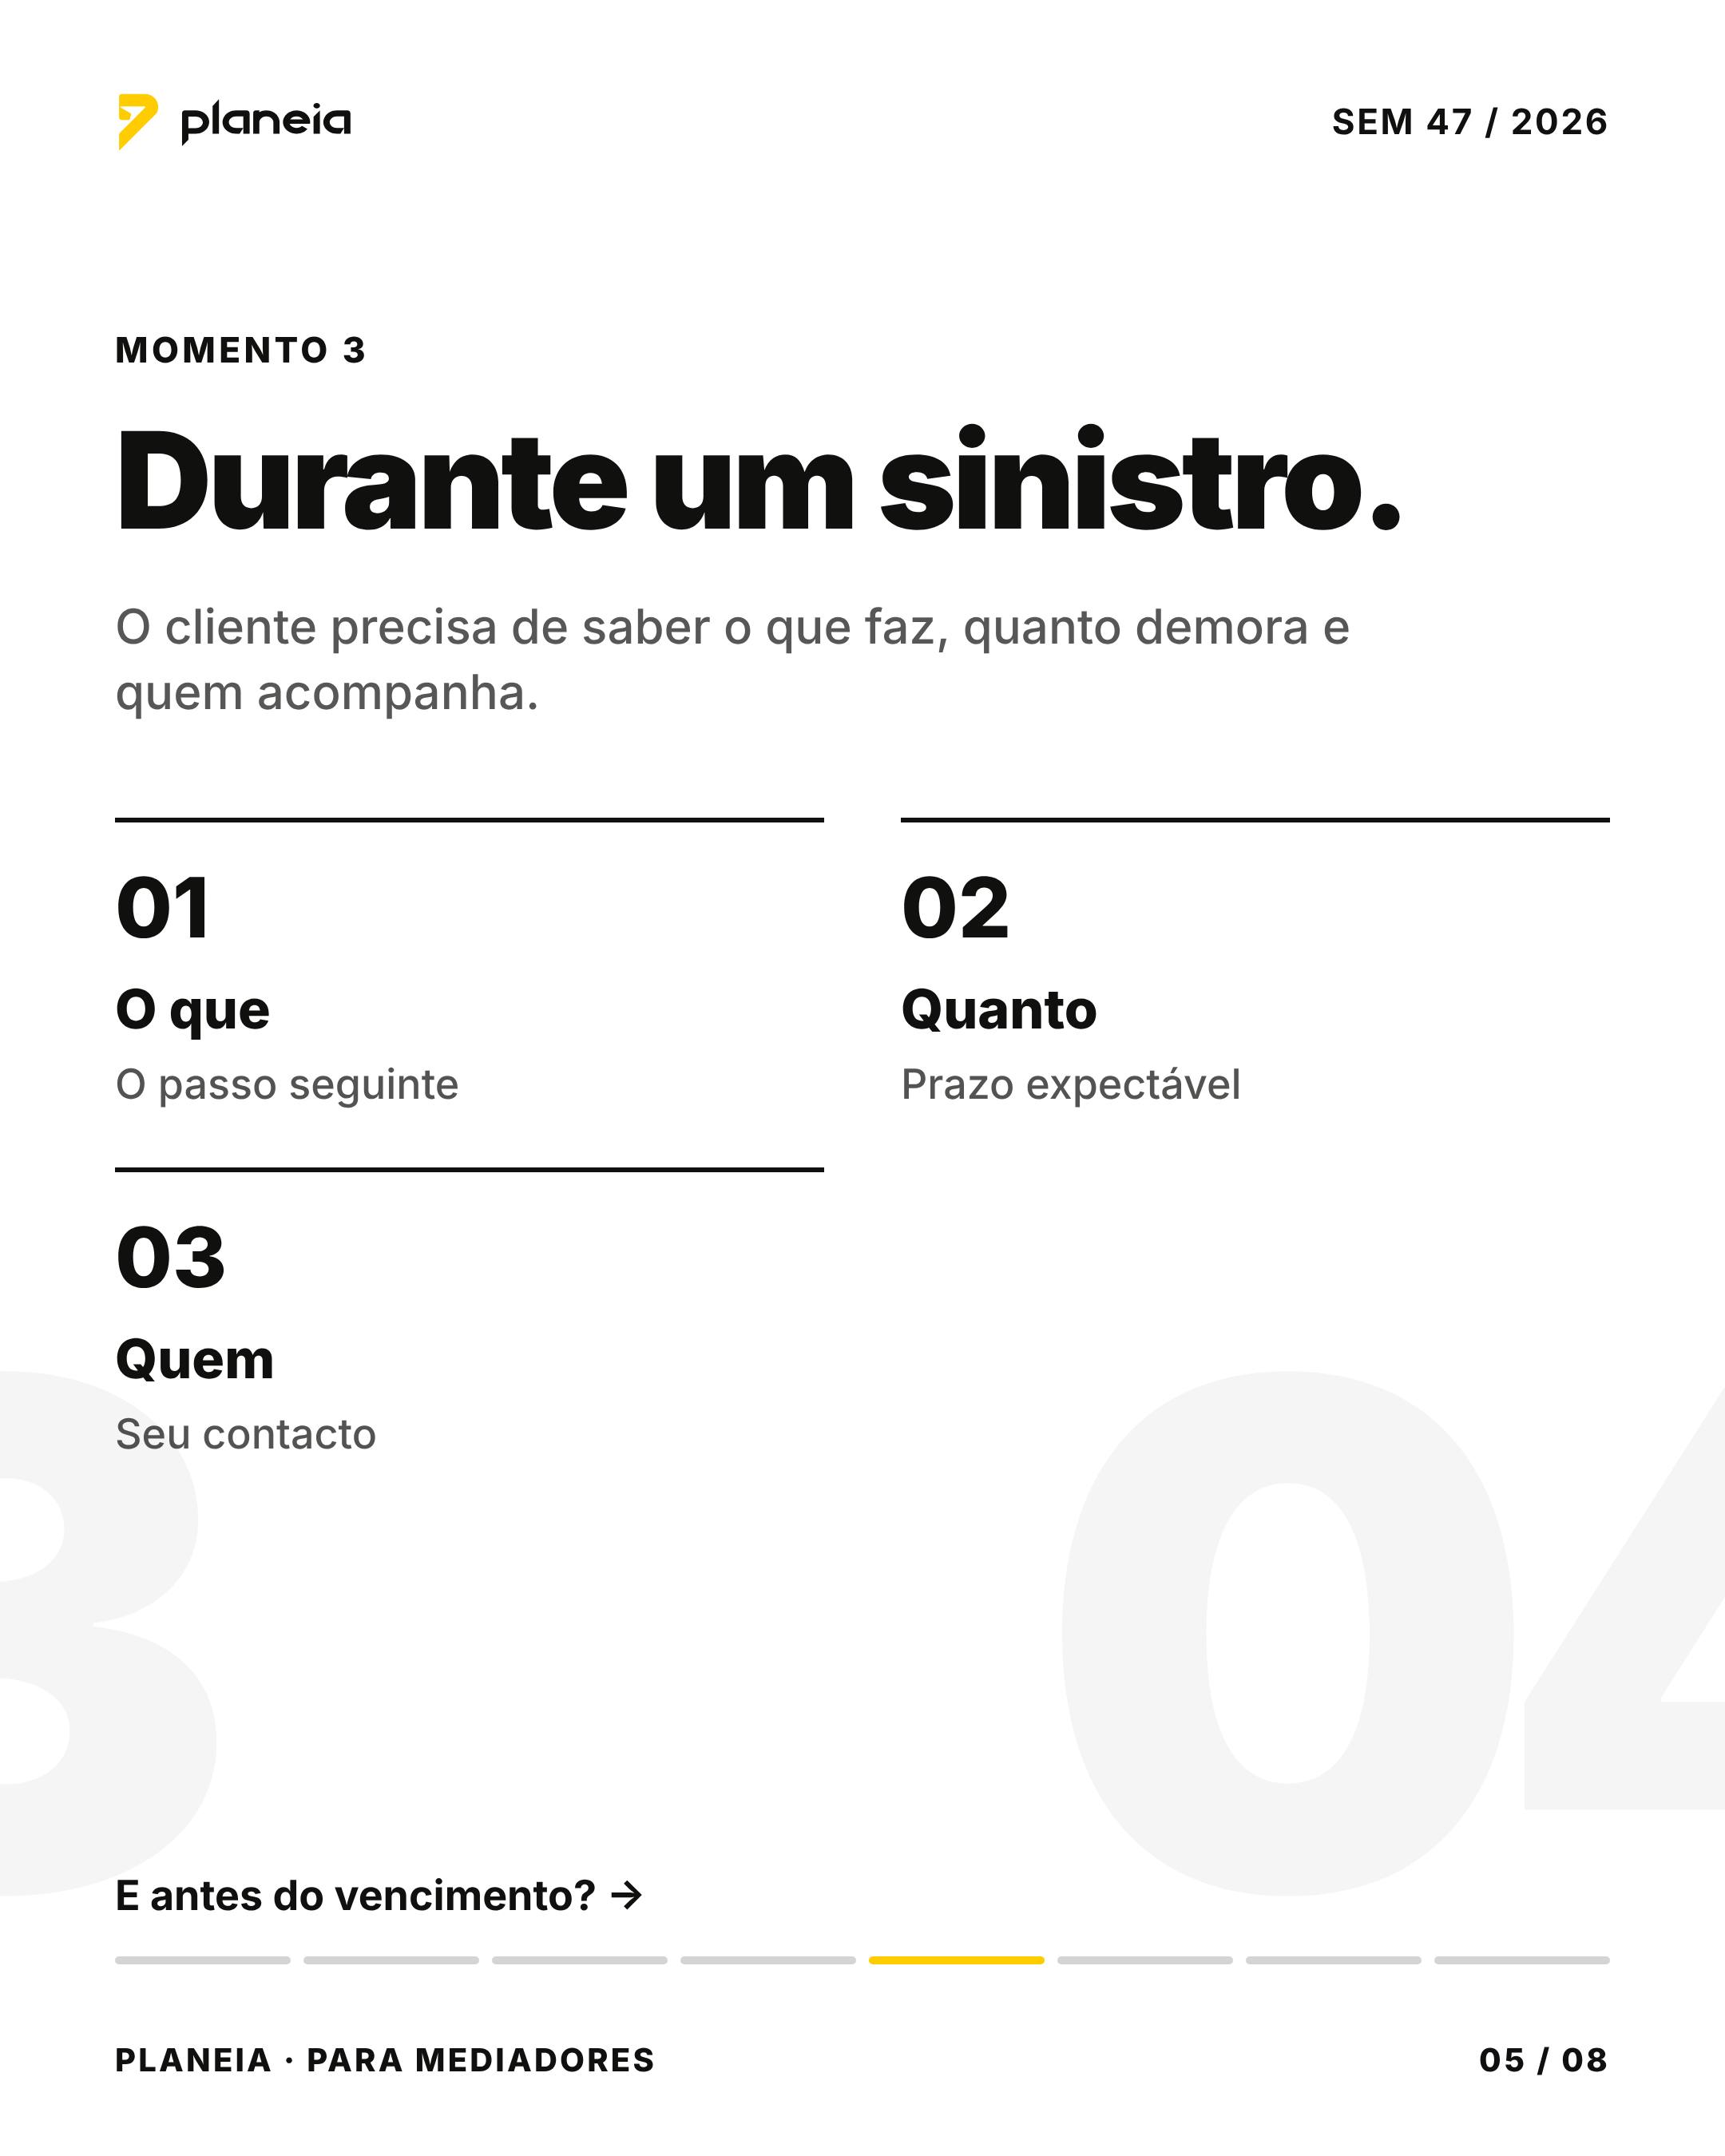 planeia
SEM 47 / 2026
MOMENTO 3
Durante um sinistro.
O cliente precisa de saber o que faz, quanto demora e
quem acompanha.
01
O que
O passo seguinte
02
Quanto
Prazo expectável
03
Quem
Seu contacto
3
04
E antes do vencimento? →
PLANEIA · PARA MEDIADORES
05 / 08